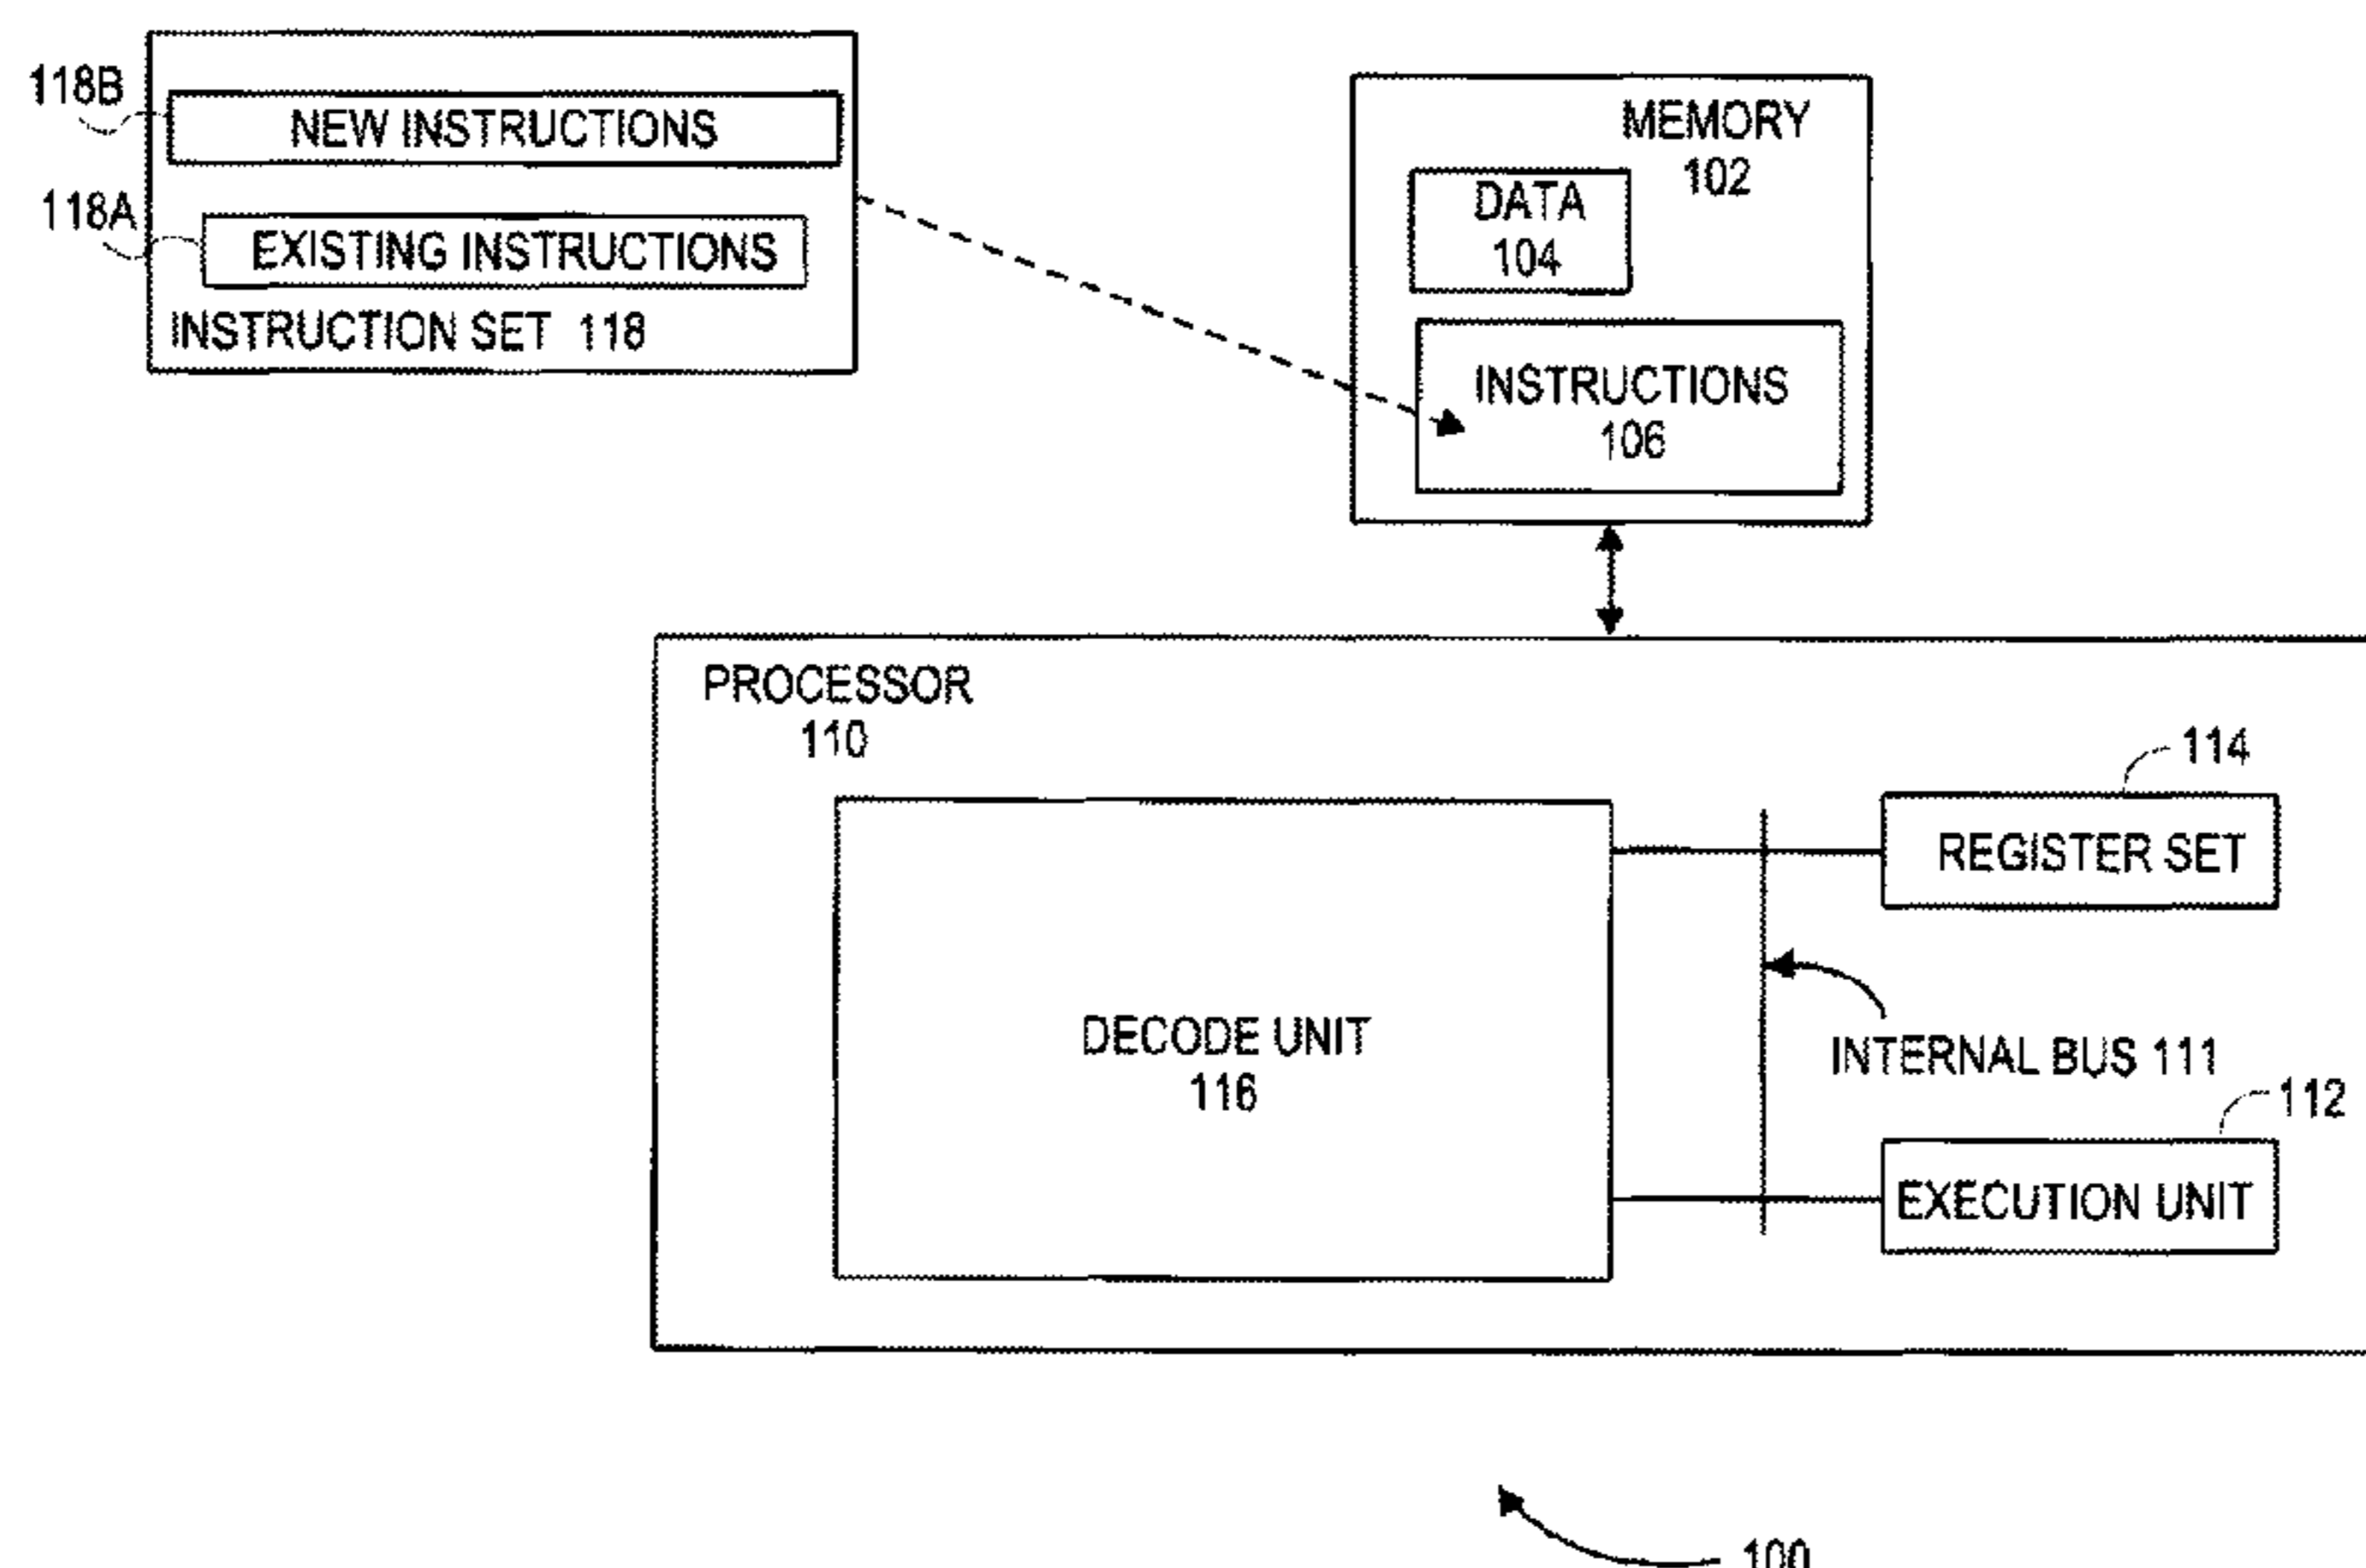 118B
NEW INSTRUCTIONS
118A
EXISTING INSTRUCTIONS
INSTRUCTION SET 118
MEMORY
102
DATA
104
INSTRUCTIONS
106
PROCESSOR
110
114
REGISTER SET
DECODE UNIT
116
INTERNAL BUS 111
112
EXECUTION UNIT
100